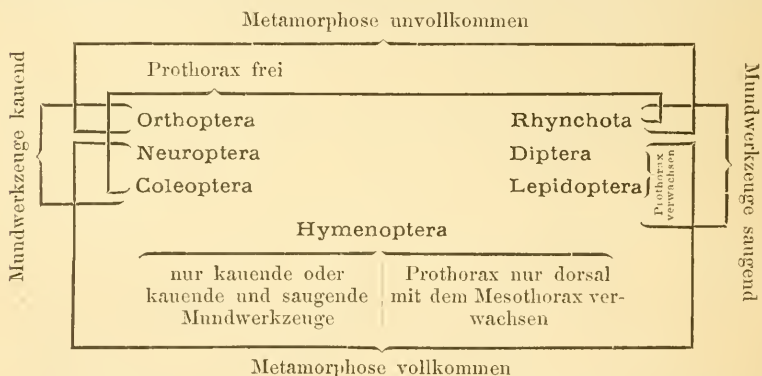 Metamorphose unvollkommen
Mundwerkzeuge kauend
Prothorax frei
Orthoptera
Neuroptera
Coleoptera
Rhynchota
Diptera
Lepidoptera
Prothorax
verwachsen
Mundwerkzeuge saugend
Hymenoptera
nur kauende oder
kauende und saugende
Mundwerkzeuge
Prothorax nur dorsal
mit dem Mesothorax ver-
wachsen
Metamorphose vollkommen